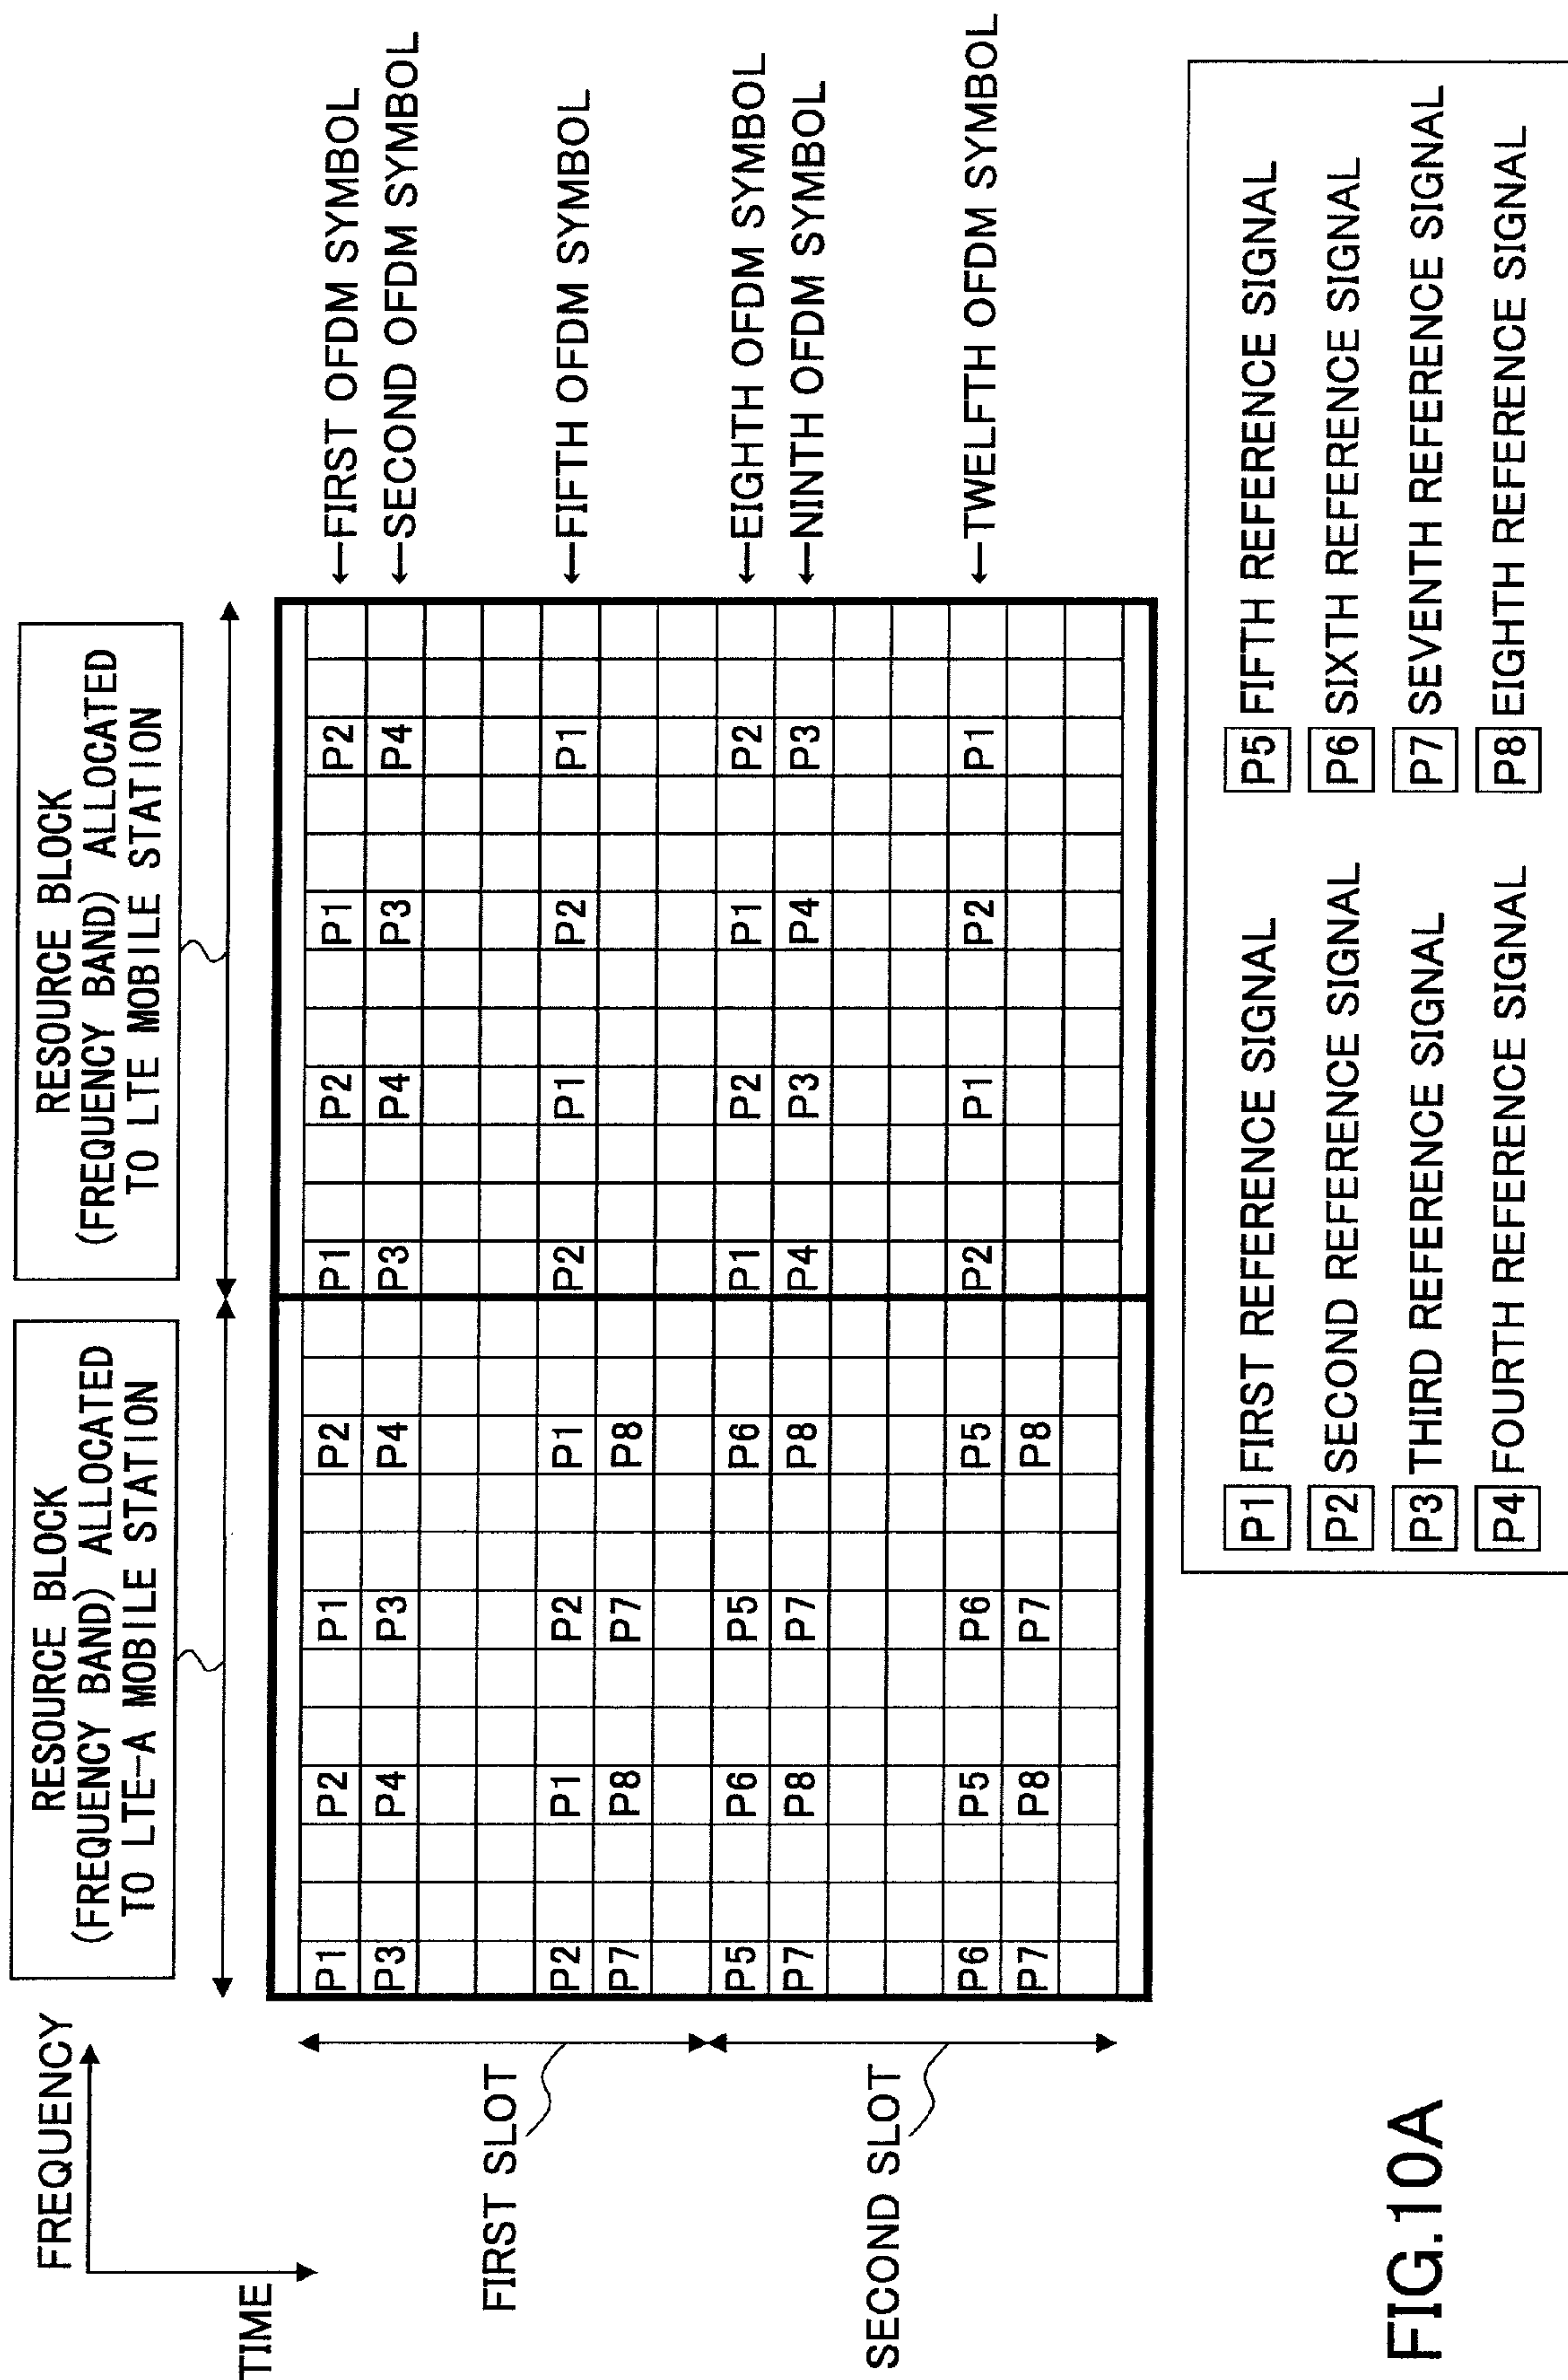 FREQUENCY
TIME
RESOURCE BLOCK
(FREQUENCY BAND) ALLOCATED
TO LTE-A MOBILE STATION
RESOURCE BLOCK
(FREQUENCY BAND) ALLOCATED
TO LTE MOBILE STATION
P1 P2 P1 P2 P1 P2 P1 P2 ←FIRST OFDM SYMBOL
P3 P4 P3 P4 P3 P4 P3 P4 ←SECOND OFDM SYMBOL
FIRST SLOT
P2 P1 P2 P1 P2 P1 P2 P1 ←FIFTH OFDM SYMBOL
P7 P8 P7 P8
P5 P6 P5 P6 P1 P2 P1 P2 ←EIGHTH OFDM SYMBOL
P7 P8 P7 P8 P4 P3 P4 P3 ←NINTH OFDM SYMBOL
SECOND SLOT
P6 P5 P6 P5 P2 P1 P2 P1 ←TWELFTH OFDM SYMBOL
P7 P8 P7 P8
P1 FIRST REFERENCE SIGNAL
P2 SECOND REFERENCE SIGNAL
P3 THIRD REFERENCE SIGNAL
P4 FOURTH REFERENCE SIGNAL
P5 FIFTH REFERENCE SIGNAL
P6 SIXTH REFERENCE SIGNAL
P7 SEVENTH REFERENCE SIGNAL
P8 EIGHTH REFERENCE SIGNAL
FIG.10A